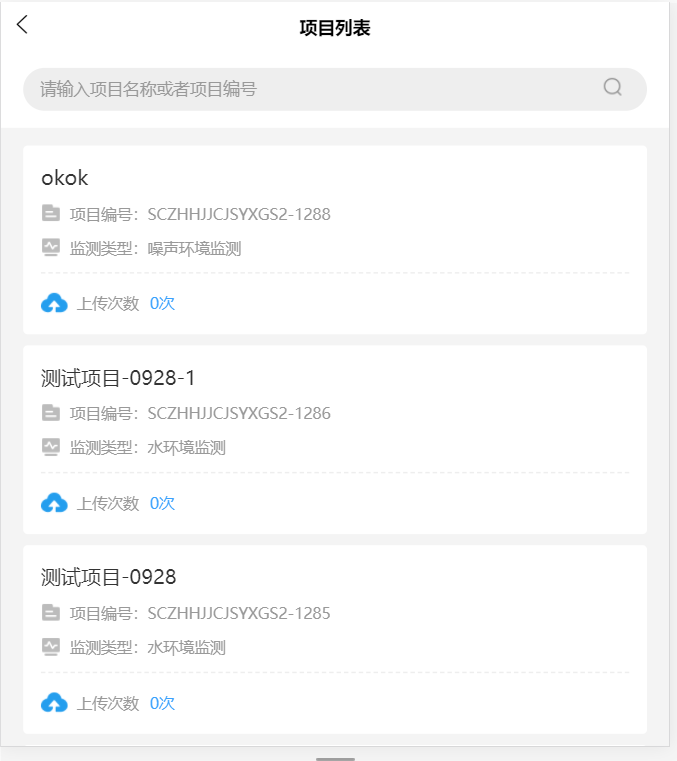 项目列表
请输入项目名称或者项目编号
okok
项目编号：SCZHHJJCJSYXGS2-1288
监测类型：噪声环境监测
上传次数 0次
测试项目-0928-1
项目编号：SCZHHJJCJSYXGS2-1286
监测类型：水环境监测
上传次数 0次
测试项目-0928
项目编号：SCZHHJJCJSYXGS2-1285
监测类型：水环境监测
上传次数 0次